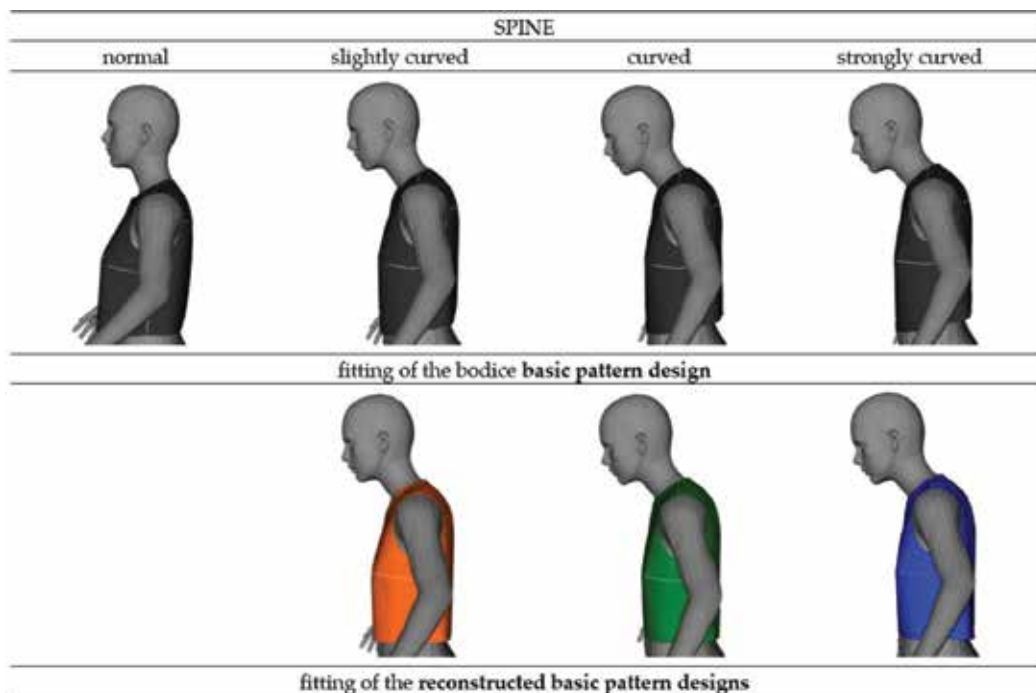 SPINE
normal slightly curved curved strongly curved
fitting of the bodice basic pattern design
fitting of the reconstructed basic pattern designs